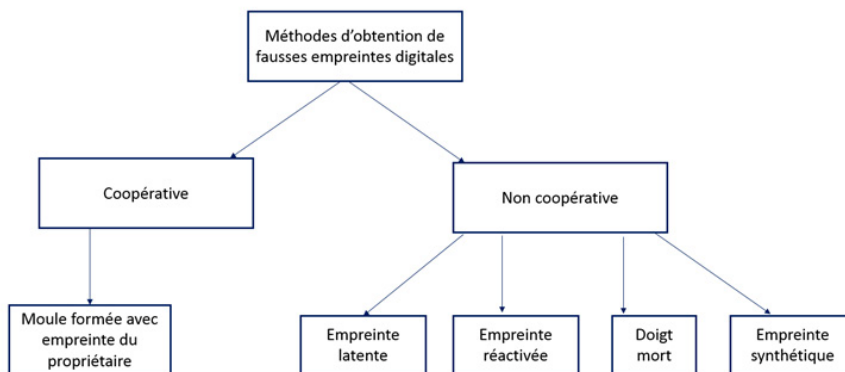 Méthodes d'obtention de
fausses empreintes digitales
Coopérative
Non coopérative
Moule formée avec
empreinte du
propriétaire
Empreinte
latente
Empreinte
réactivée
Doigt
mort
Empreinte
synthétique